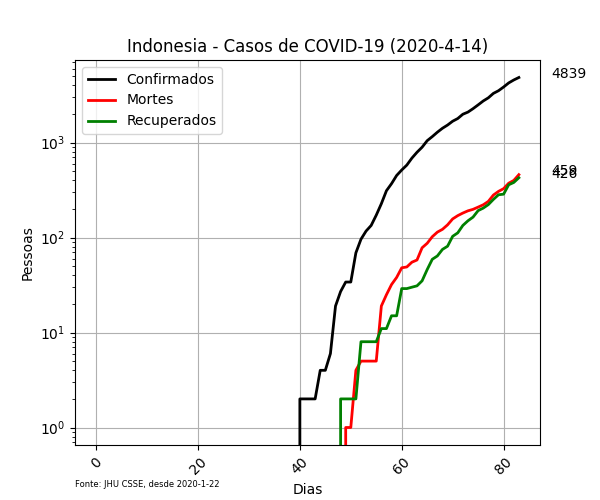 Indonesia - Casos de COVID-19 (2020-4-14)
Confirmados
Mortes
Recuperados
4839
459
426
10³
10²
10¹
10⁰
Pessoas
0 20 40 60 80
Dias
Fonte: JHU CSSE, desde 2020-1-22